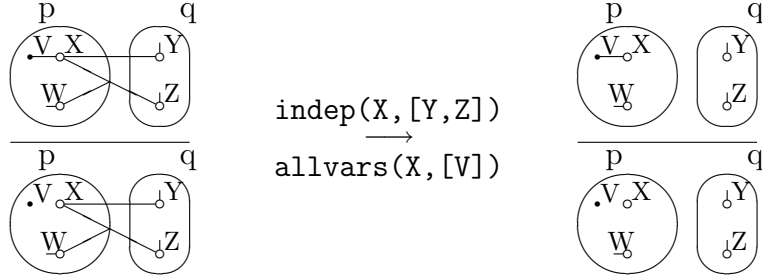 p q
V X Y
W Z
p q
V X Y
W Z
indep(X,[Y,Z])
⟶
allvars(X,[V])
p q
V X Y
W Z
p q
V X Y
W Z